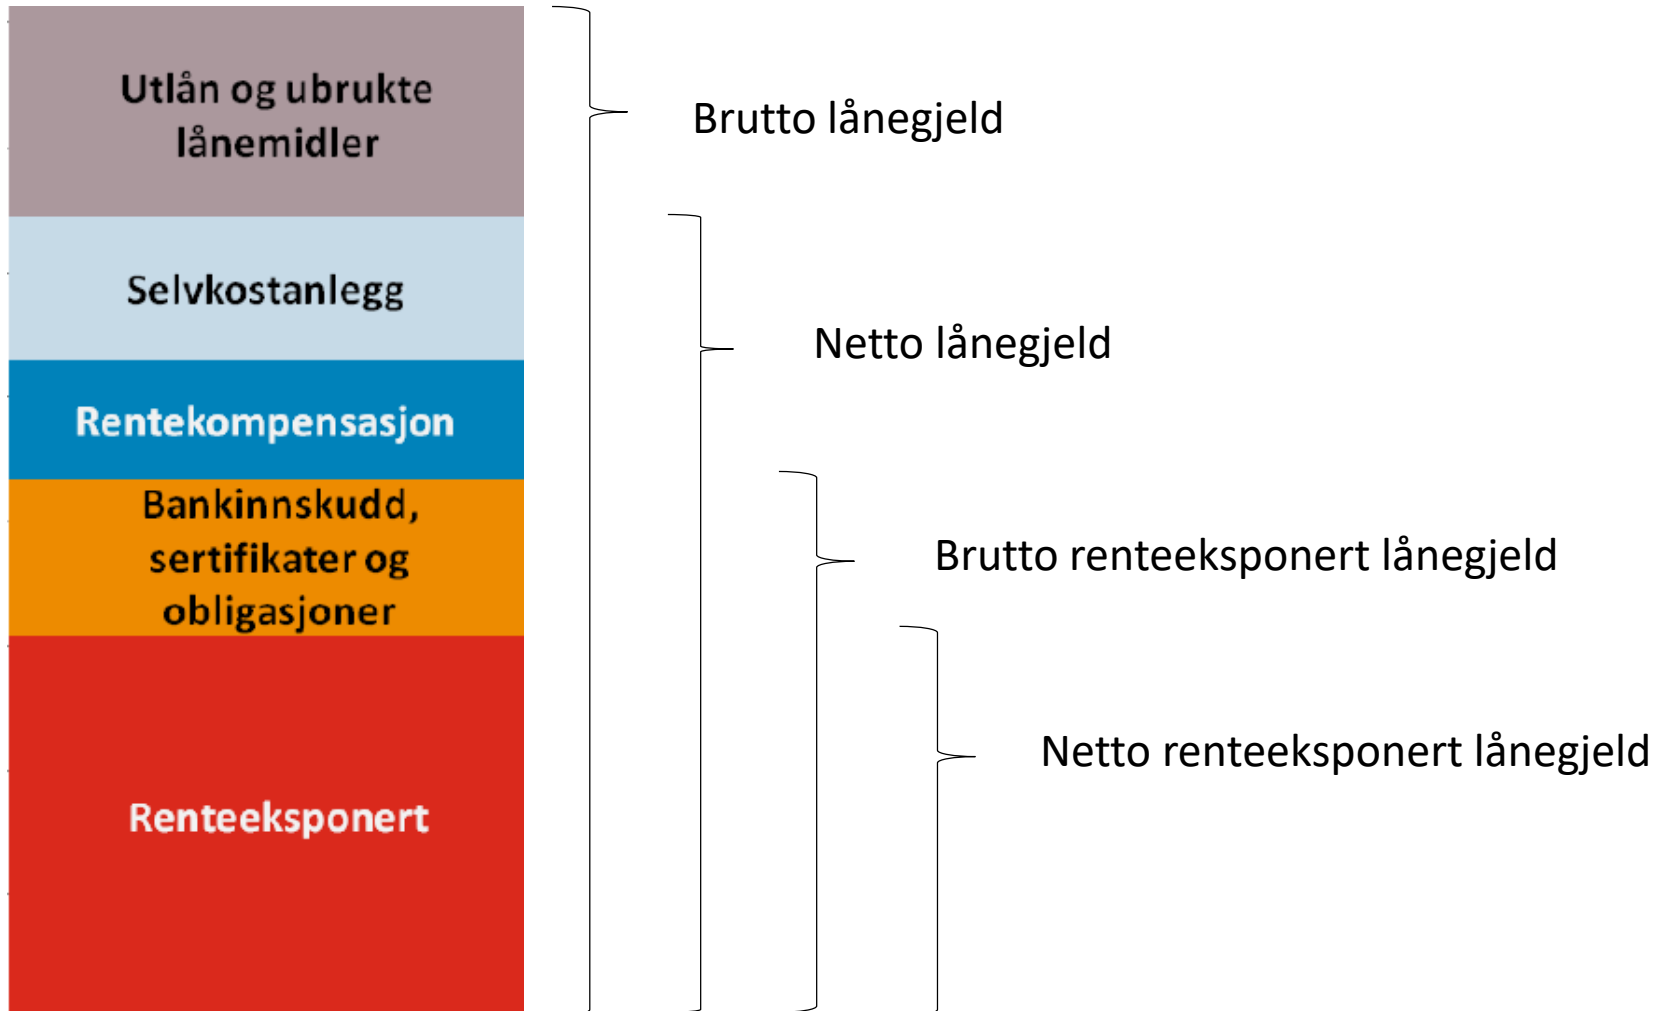 Utlån og ubrukte
lånemidler
Selvkostanlegg
Rentekompensasjon
Bankinnskudd,
sertifikater og
obligasjoner
Renteeksponert
Brutto lånegjeld
Netto lånegjeld
Brutto renteeksponert lånegjeld
Netto renteeksponert lånegjeld